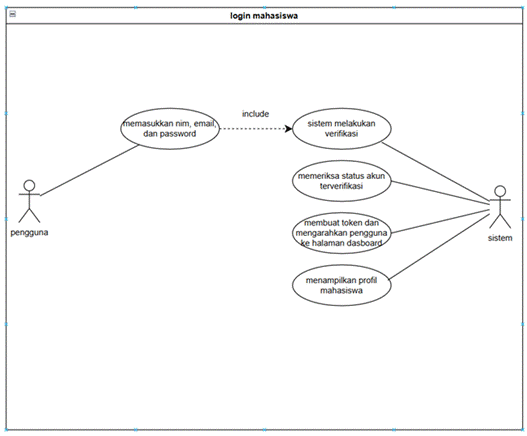 login mahasiswa
include
memasukkan nim, email,
dan password
sistem melakukan
verifikasi
memeriksa status akun
terverifikasi
pengguna
membuat token dan
mengarahkan pengguna
ke halaman dasboard
sistem
menampilkan profil
mahasiswa